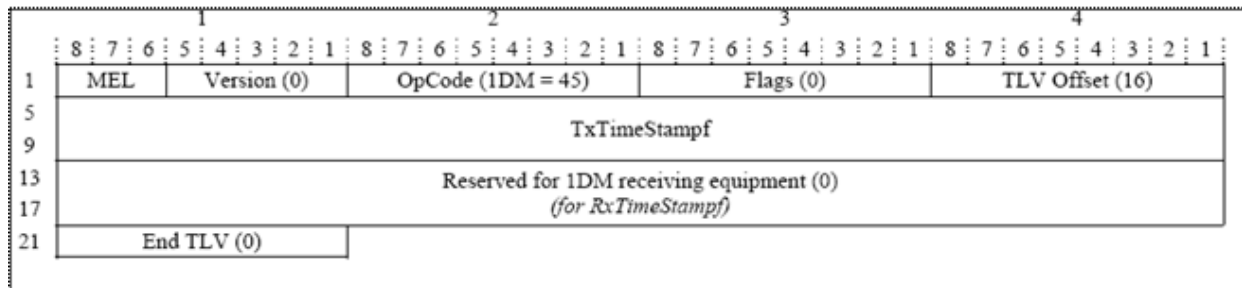 1 2 3 4
8 7 6 5 4 3 2 1 8 7 6 5 4 3 2 1 8 7 6 5 4 3 2 1 8 7 6 5 4 3 2 1
1 MEL Version (0) OpCode (1DM = 45) Flags (0) TLV Offset (16)
5
TxTimeStampf
9
13 Reserved for 1DM receiving equipment (0)
17 (for RxTimeStampf)
21 End TLV (0)